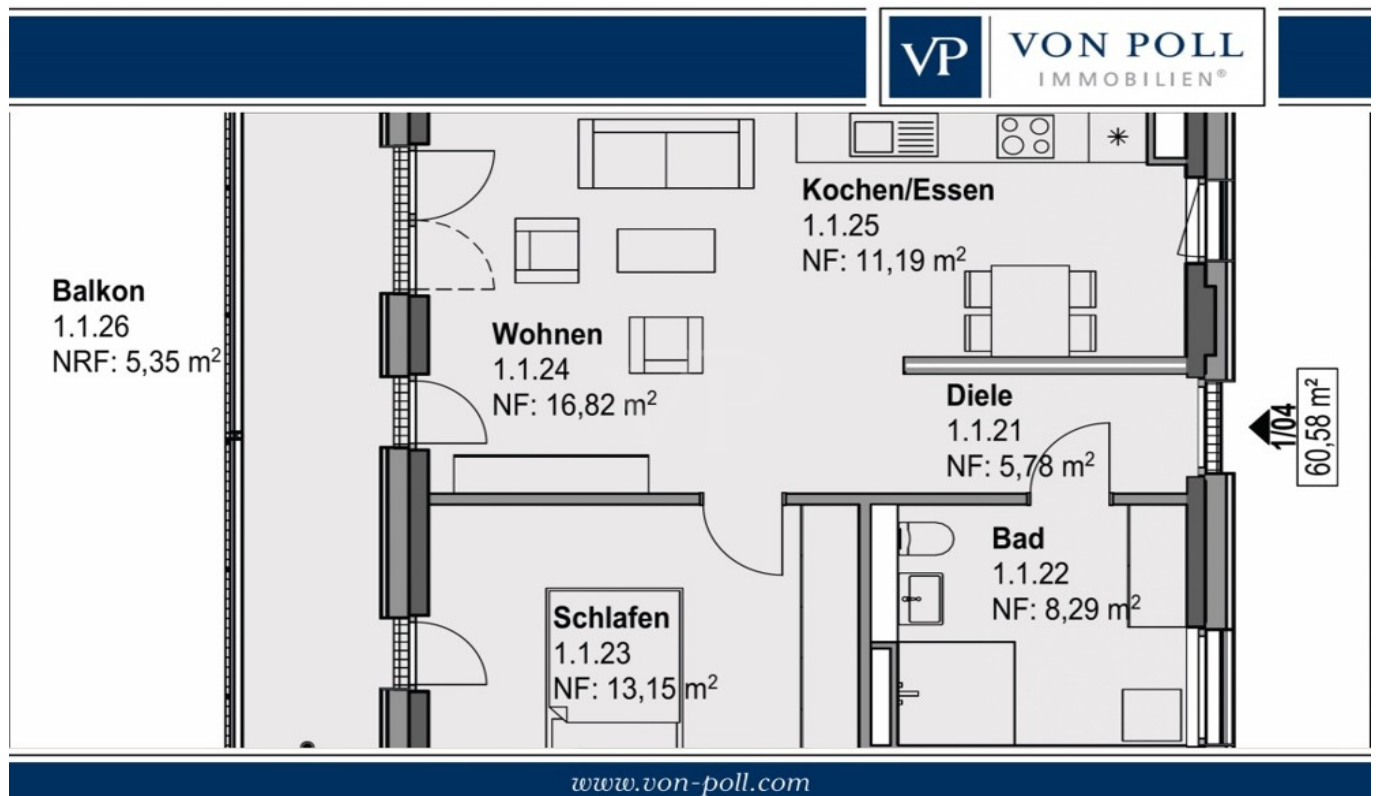 VP VON POLL
IMMOBILIEN®
Kochen/Essen
1.1.25
NF: 11,19 m²
Balkon
1.1.26
NRF: 5,35 m²
Wohnen
1.1.24
NF: 16,82 m²
Diele
1.1.21
NF: 5,78 m²
1/04
60,58 m²
Bad
1.1.22
NF: 8,29 m²
Schlafen
1.1.23
NF: 13,15 m²
www.von-poll.com